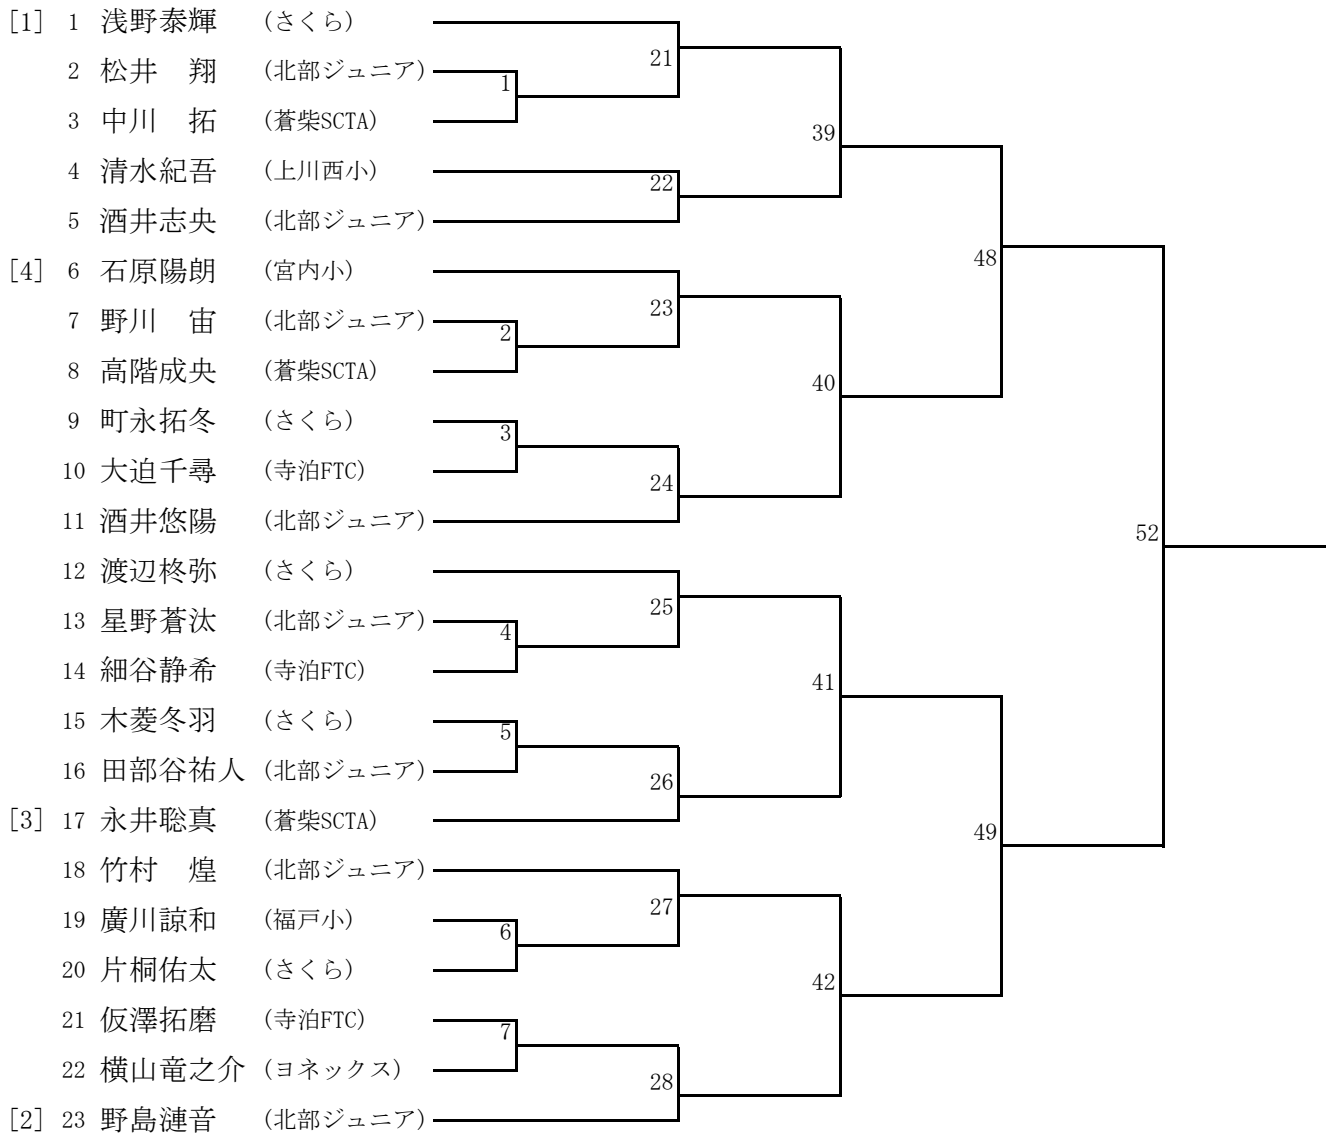 [1] 1 浅野泰輝 (さくら)
21
2 松井 翔 (北部ジュニア)
1
3 中川 拓 (蒼柴SCTA)
39
4 清水紀吾 (上川西小)
22
5 酒井志央 (北部ジュニア)
48
[4] 6 石原陽朗 (宮内小)
23
7 野川 宙 (北部ジュニア)
2
8 高階成央 (蒼柴SCTA)
40
9 町永拓冬 (さくら)
3
10 大迫千尋 (寺泊FTC)
24
11 酒井悠陽 (北部ジュニア)
52
12 渡辺柊弥 (さくら)
25
13 星野蒼汰 (北部ジュニア)
4
14 細谷静希 (寺泊FTC)
41
15 木菱冬羽 (さくら)
5
16 田部谷祐人 (北部ジュニア)
26
[3] 17 永井聡真 (蒼柴SCTA)
49
18 竹村 煌 (北部ジュニア)
27
19 廣川諒和 (福戸小)
6
20 片桐佑太 (さくら)
42
21 仮澤拓磨 (寺泊FTC)
7
22 横山竜之介 (ヨネックス)
28
[2] 23 野島漣音 (北部ジュニア)